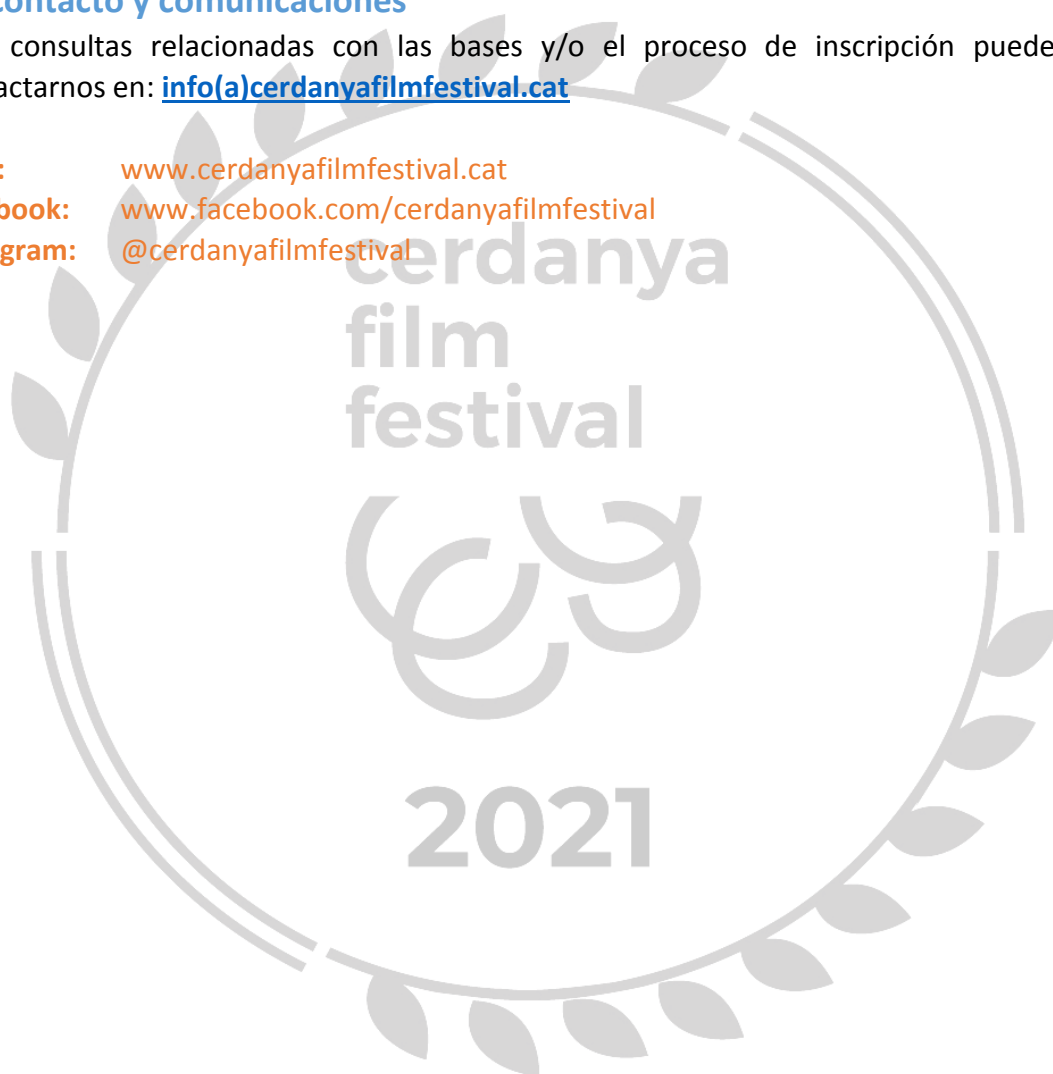 contacto y comunicaciones
consultas relacionadas con las bases y/o el proceso de inscripción puede
actarnos en: info(a)cerdanyafilmfestival.cat
: www.cerdanyafilmfestival.cat
book: www.facebook.com/cerdanyafilmfestival
gram: @cerdanyafilmfestival
cerdanya
film
festival
2021